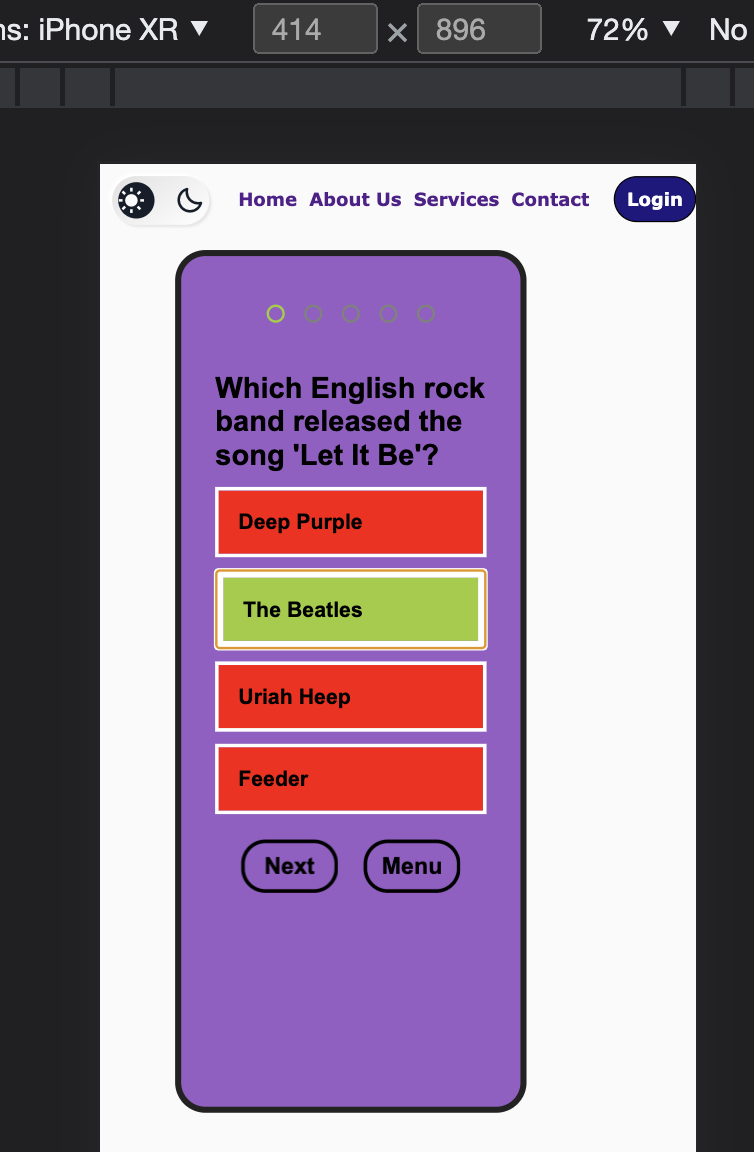 ns: iPhone XR ▼ 414 × 896 72% ▼ No
Home About Us Services Contact Login
Which English rock
band released the
song 'Let It Be'?
Deep Purple
The Beatles
Uriah Heep
Feeder
Next Menu